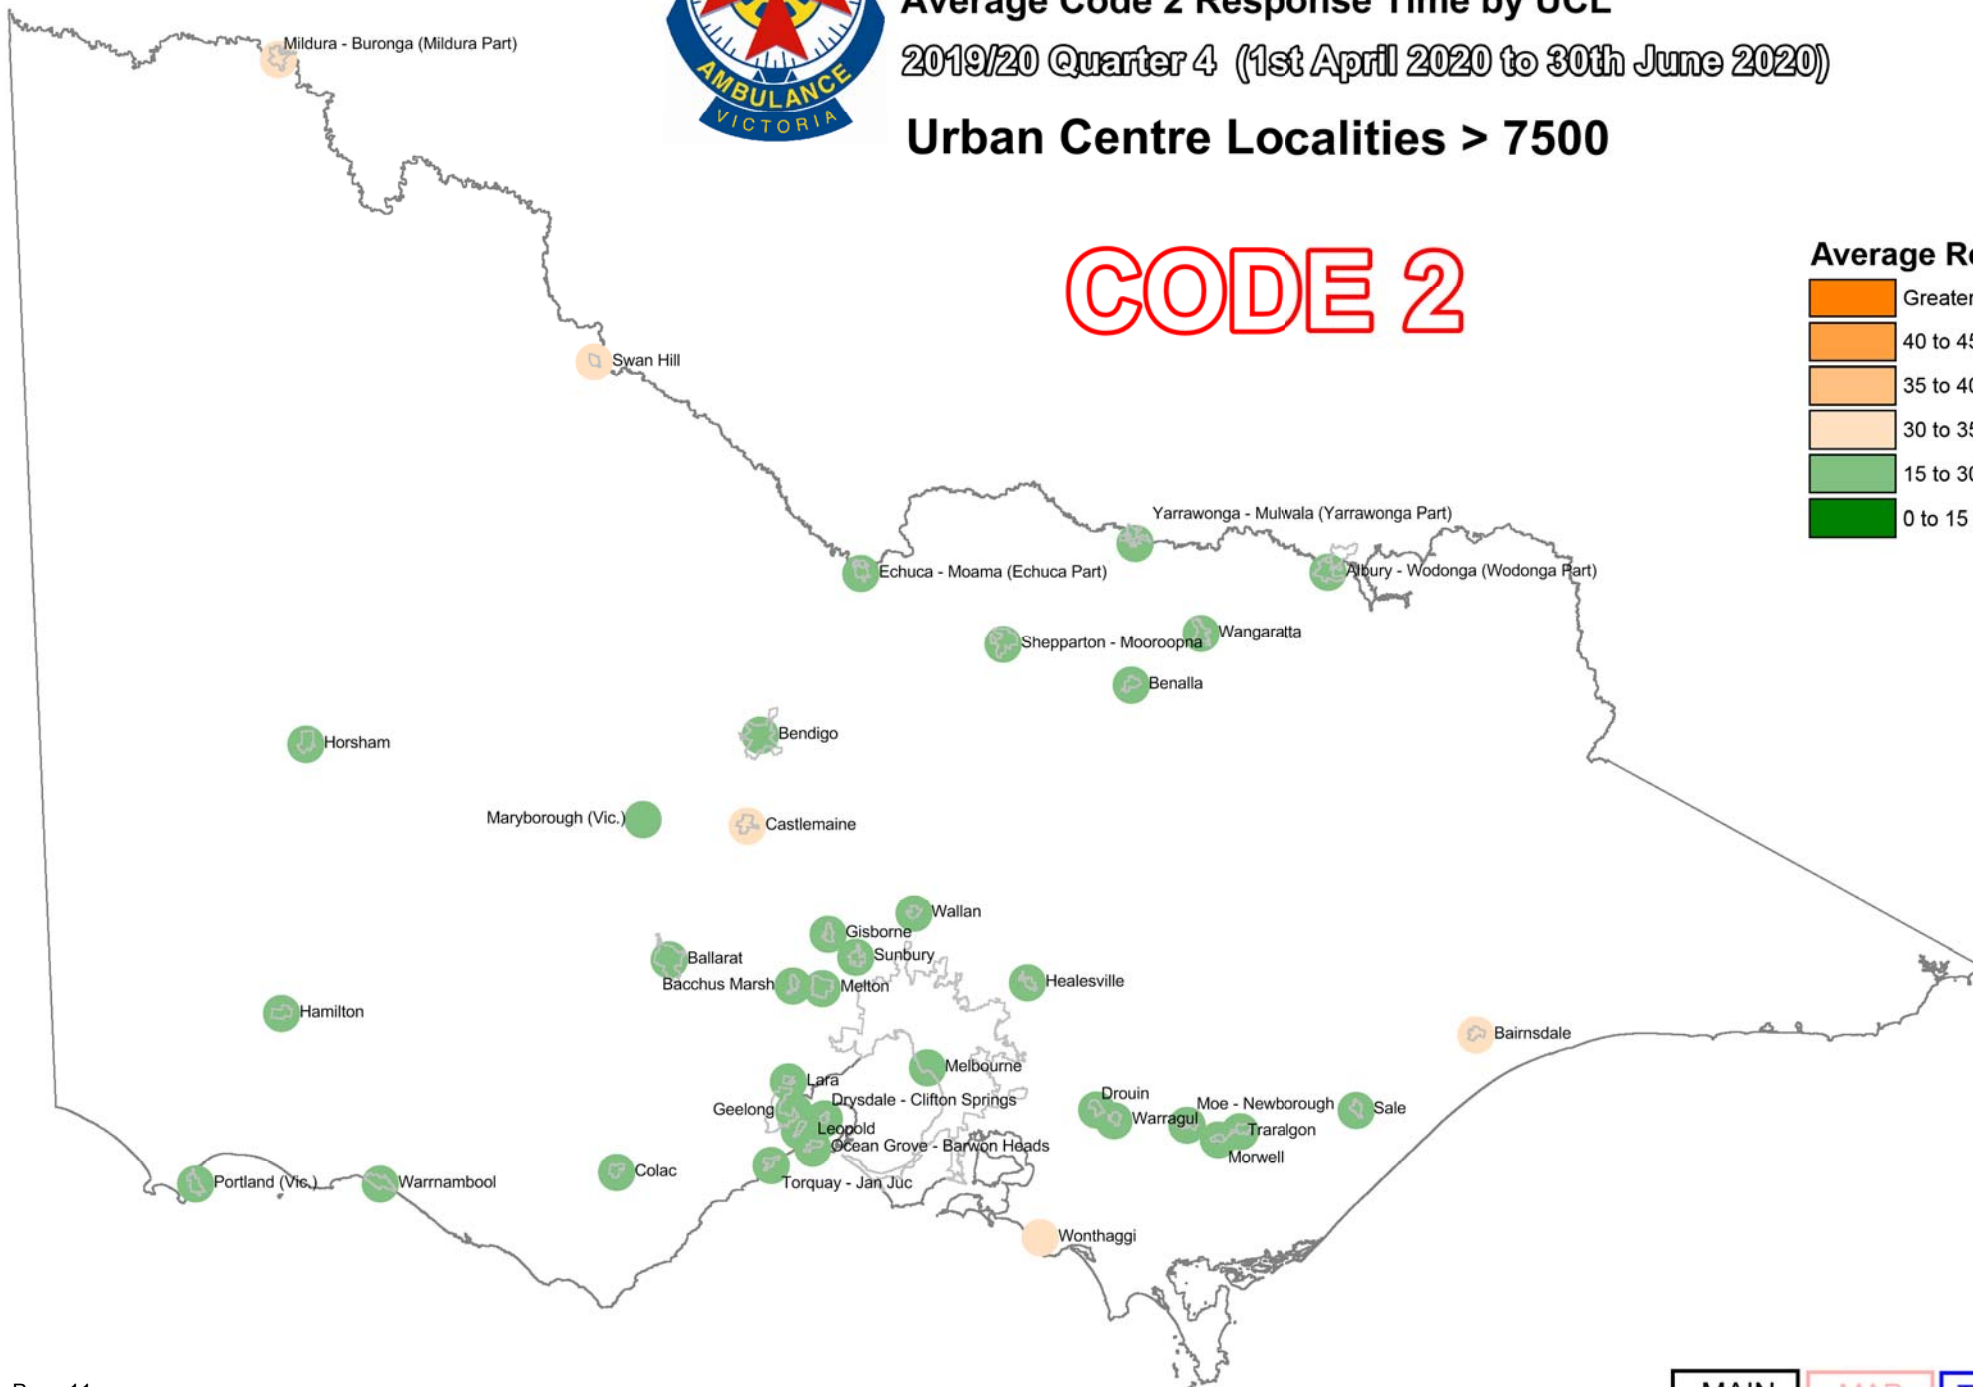 Average Code 2 Response Time by UCL
2019/20 Quarter 4 (1st April 2020 to 30th June 2020)
Urban Centre Localities > 7500
AMBULANCE
VICTORIA
CODE 2
Average
Greater
40 to 45
35 to 40
30 to 35
15 to 30
0 to 15
Mildura - Buronga (Mildura Part)
Swan Hill
Yarrawonga - Mulwala (Yarrawonga Part)
Echuca - Moama (Echuca Part)
Albury - Wodonga (Wodonga Part)
Shepparton - Mooroopna
Wangaratta
Benalla
Horsham
Bendigo
Maryborough (Vic.)
Castlemaine
Wallan
Gisborne
Sunbury
Ballarat
Bacchus Marsh
Melton
Healesville
Hamilton
Bairnsdale
Melbourne
Lara
Drysdale - Clifton Springs
Geelong
Leopold
Ocean Grove - Barwon Heads
Torquay - Jan Juc
Drouin
Warragul
Moe - Newborough
Traralgon
Morwell
Sale
Portland (Vic.)
Warrnambool
Colac
Wonthaggi
MAIN
MAP